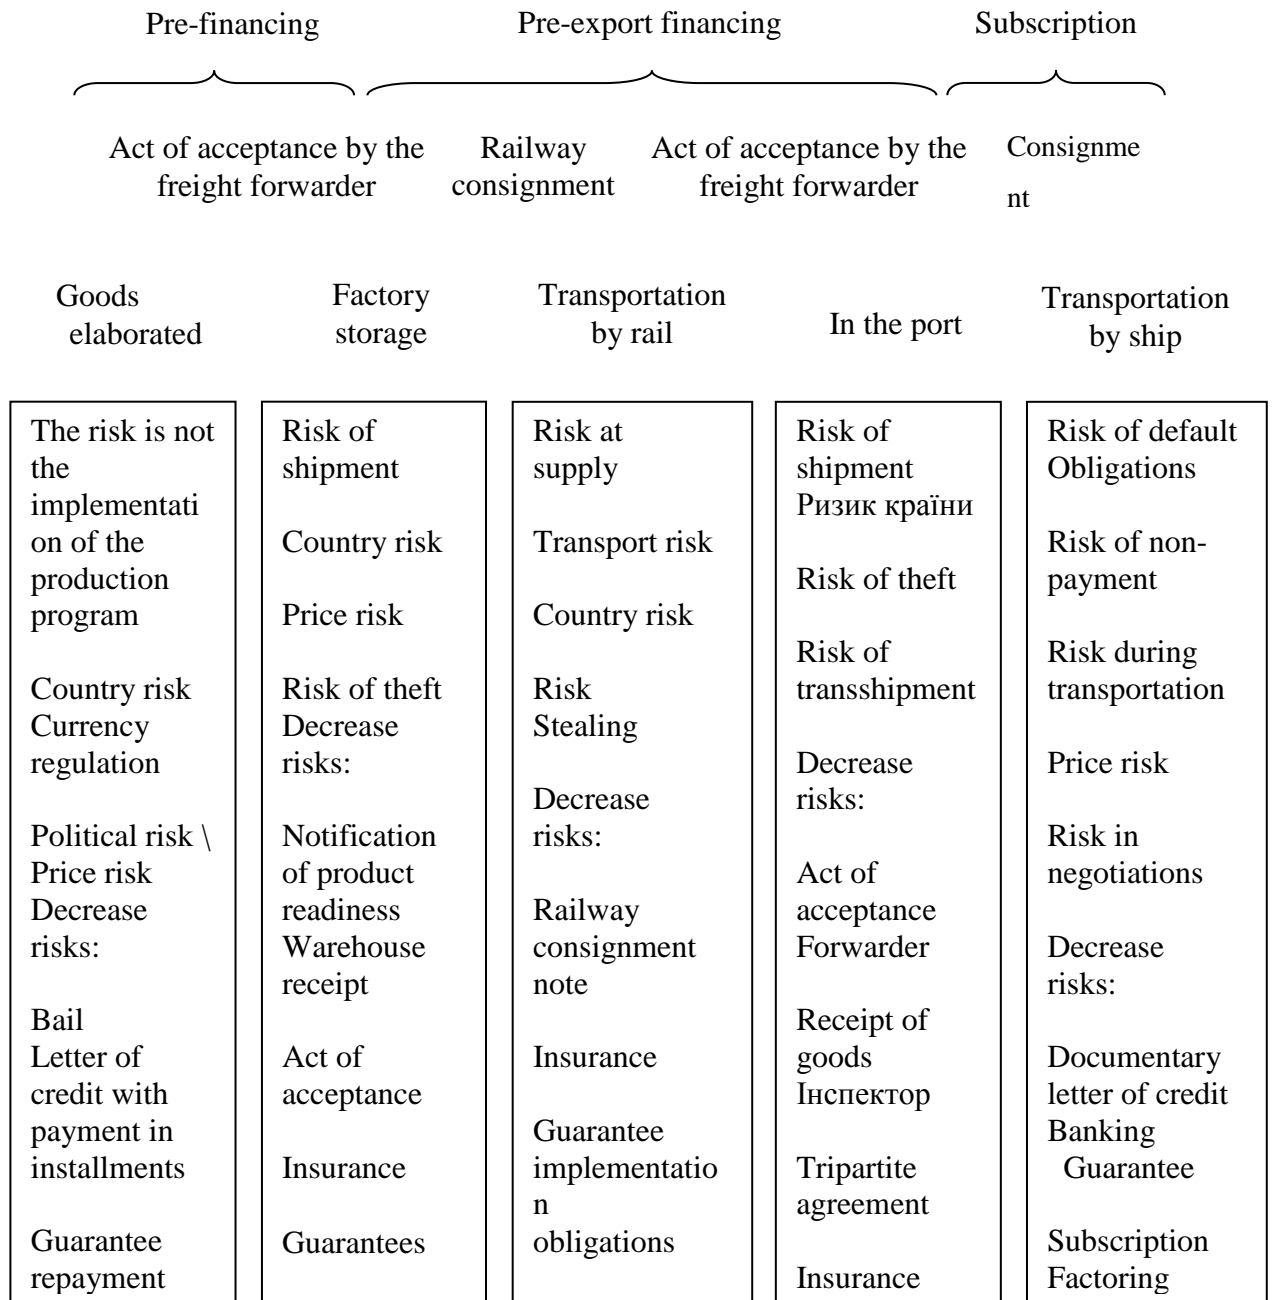 Pre-financing
Pre-export financing
Subscription
Act of acceptance by the
freight forwarder
Railway
consignment
Act of acceptance by the
freight forwarder
Consignme
nt
Goods
elaborated
Factory
storage
Transportation
by rail
In the port
Transportation
by ship
The risk is not
the
implementati
on of the
production
program
Country risk
Currency
regulation
Political risk \
Price risk
Decrease
risks:
Bail
Letter of
credit with
payment in
installments
Guarantee
repayment
Risk of
shipment
Country risk
Price risk
Risk of theft
Decrease
risks:
Notification
of product
readiness
Warehouse
receipt
Act of
acceptance
Insurance
Guarantees
Risk at
supply
Transport risk
Country risk
Risk
Stealing
Decrease
risks:
Railway
consignment
note
Insurance
Guarantee
implementatio
n
obligations
Risk of
shipment
Ризик країни
Risk of theft
Risk of
transshipment
Decrease
risks:
Act of
acceptance
Forwarder
Receipt of
goods
Інспектор
Tripartite
agreement
Insurance
Risk of default
Obligations
Risk of non-
payment
Risk during
transportation
Price risk
Risk in
negotiations
Decrease
risks:
Documentary
letter of credit
Banking
Guarantee
Subscription
Factoring